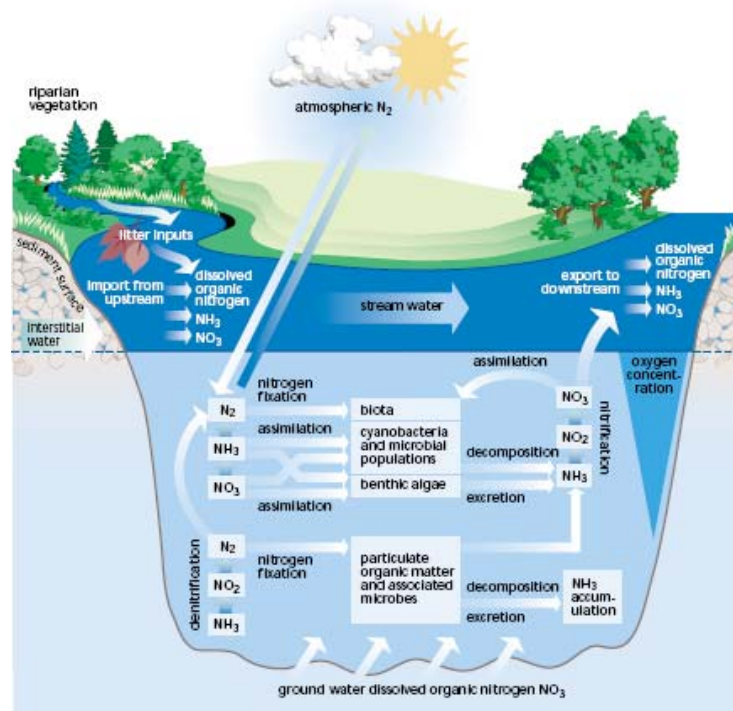 riparian
vegetation
atmospheric N₂
litter inputs
sediment surface
import from
upstream
dissolved
organic
nitrogen
NH₃
NO₃
interstitial
water
stream water
export to
downstream
dissolved
organic
nitrogen
NH₃
NO₃
oxygen
concent-
ration
nitrogen
fixation
assimilation
N₂
NH₃
NO₃
assimilation
assimilation
biota
cyanobacteria
and microbial
populations
benthic algae
decomposition
excretion
NO₃
NO₂
NH₃
nitrification
denitrification
N₂
NO₂
NH₃
nitrogen
fixation
particulate
organic matter
and associated
microbes
decomposition
excretion
NH₃
accum-
ulation
ground water dissolved organic nitrogen NO₃